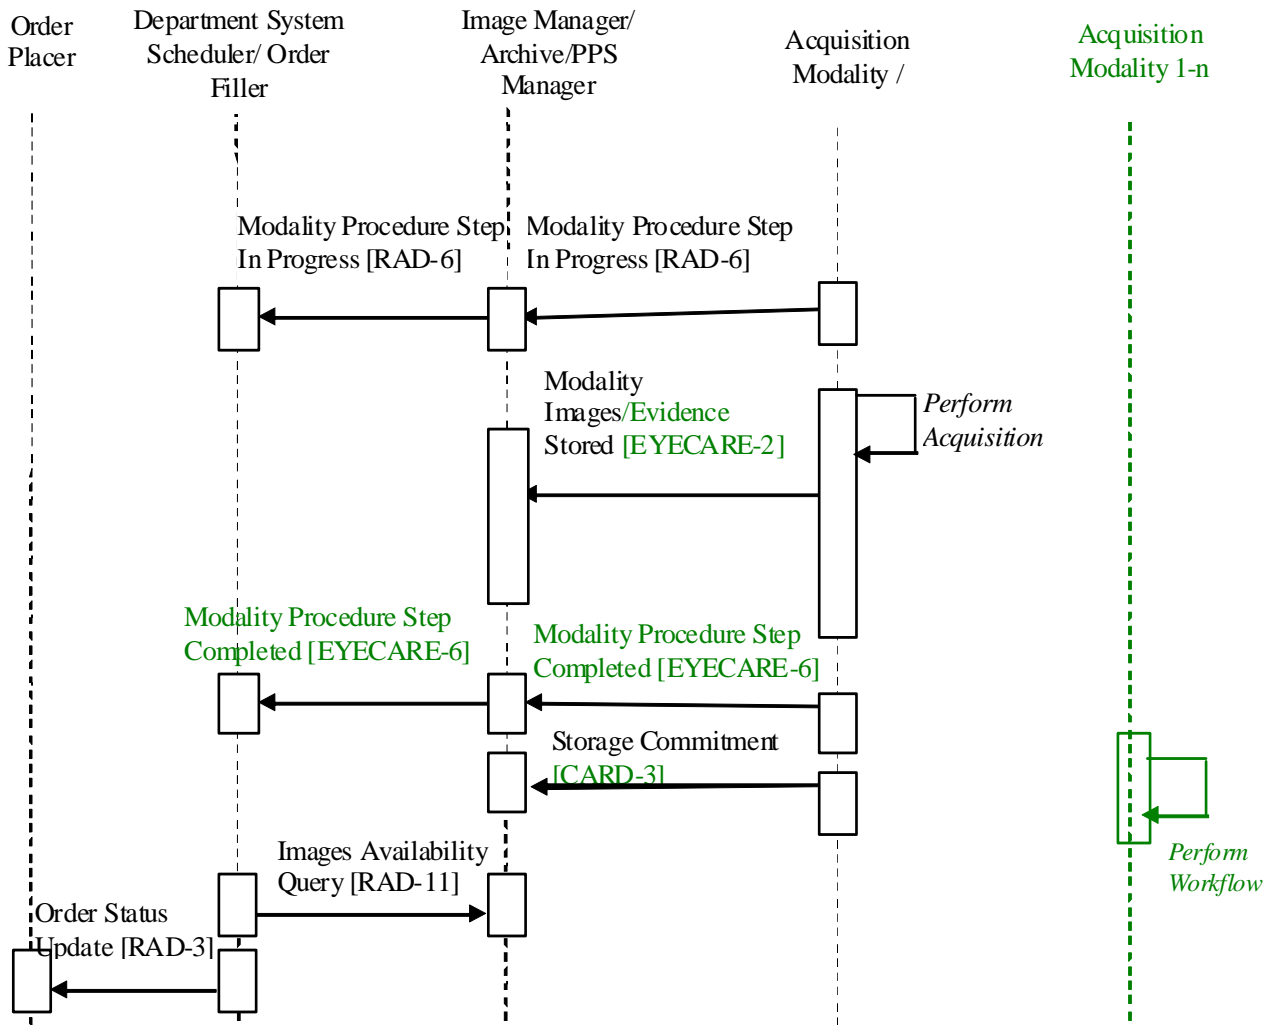 Order
Placer
Department System
Scheduler/ Order
Filler
Image Manager/
Archive/PPS
Manager
Acquisition
Modality /
Acquisition
Modality 1-n
Modality Procedure Step
In Progress [RAD-6]
Modality Procedure Step
In Progress [RAD-6]
Modality
Images/Evidence
Stored [EYECARE-2]
Perform
Acquisition
Modality Procedure Step
Completed [EYECARE-6]
Modality Procedure Step
Completed [EYECARE-6]
Storage Commitment
[CARD-3]
Perform
Workflow
Images Availability
Query [RAD-11]
Order Status
Update [RAD-3]